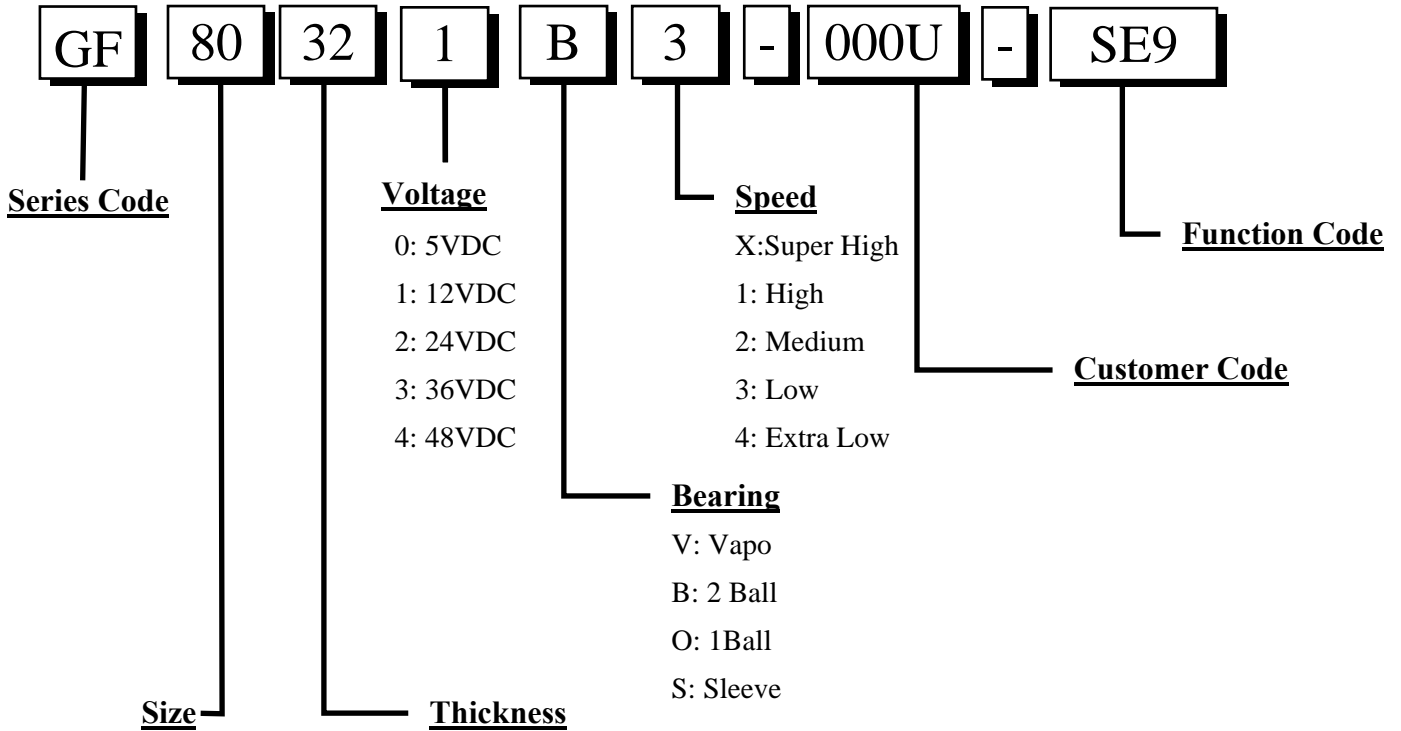 GF 80 32 1 B 3 - 000U - SE9
Series Code
Voltage
0: 5VDC
1: 12VDC
2: 24VDC
3: 36VDC
4: 48VDC
Speed
X:Super High
1: High
2: Medium
3: Low
4: Extra Low
Function Code
Customer Code
Bearing
V: Vapo
B: 2 Ball
O: 1Ball
S: Sleeve
Size
Thickness